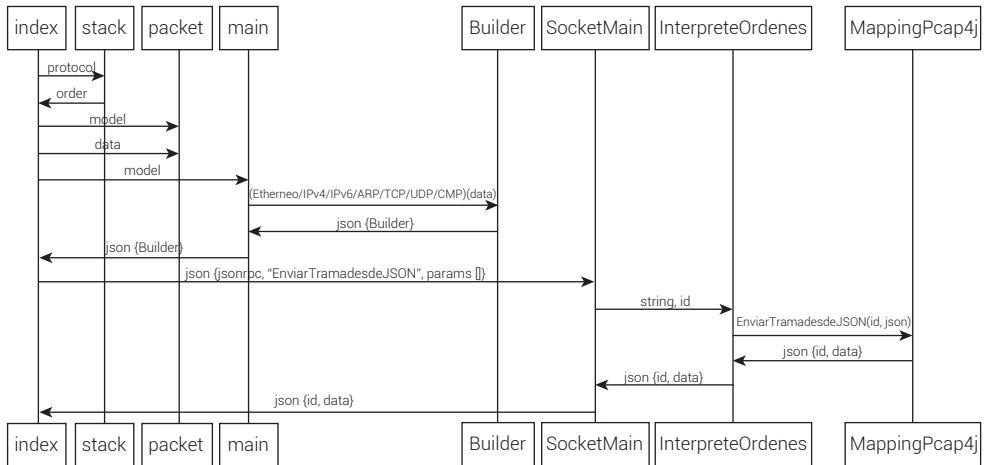 index stack packet main Builder SocketMain InterpreteOrdenes MappingPcap4j
protocol
order
model
data
model
(Etherneo/IPv4/IPv6/ARP/TCP/UDP/CMP)(data)
json {Builder}
json {Builder}
json {jsonrpc, “EnviarTramadesdeJSON”, params []}
string, id
EnviarTramadesdeJSON(id, json)
json {id, data}
json {id, data}
json {id, data}
index stack packet main Builder SocketMain InterpreteOrdenes MappingPcap4j